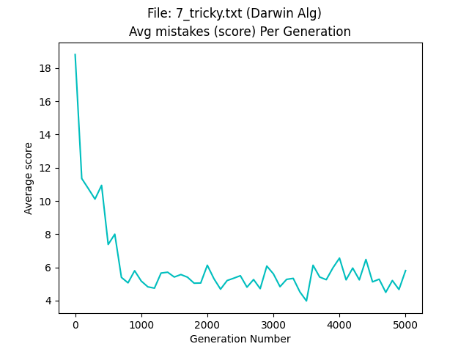 File: 7_tricky.txt (Darwin Alg)
Avg mistakes (score) Per Generation
18
16
14
12
10
8
6
4
Average score
0 1000 2000 3000 4000 5000
Generation Number